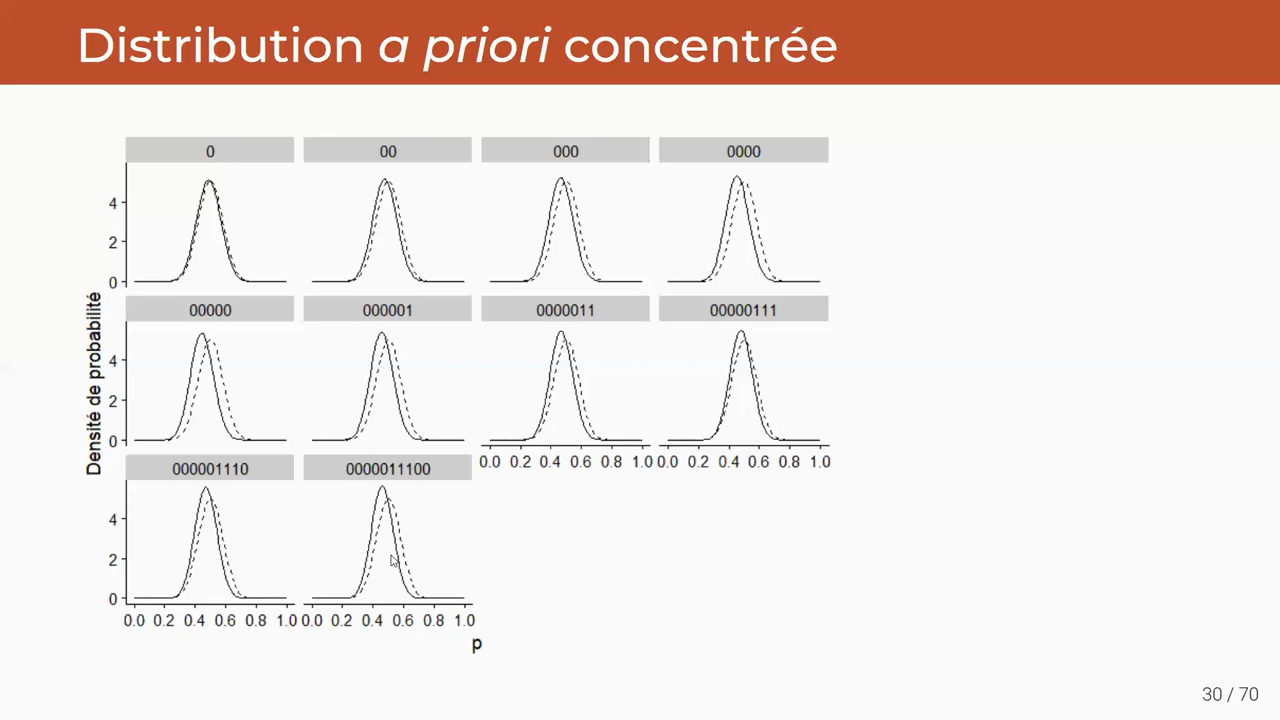 Distribution a priori concentrée
0 00 000 0000
4
2
0
00000 000001 0000011 00000111
4
2
0
0.0 0.2 0.4 0.6 0.8 1.0 0.0 0.2 0.4 0.6 0.8 1.0
000001110 0000011100
4
2
0
0.0 0.2 0.4 0.6 0.8 1.0 0.0 0.2 0.4 0.6 0.8 1.0
Densité de probabilité
p
30 / 70